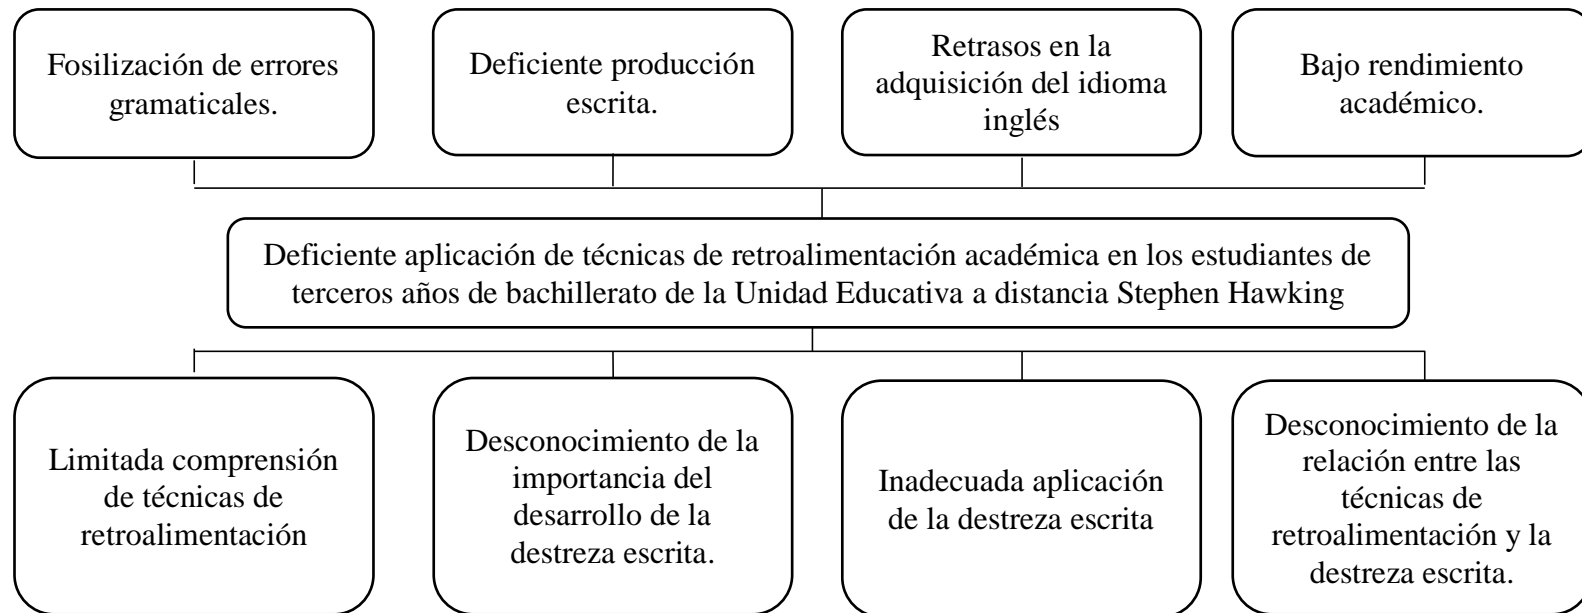 Fosilización de errores
gramaticales.
Deficiente producción
escrita.
Retrasos en la
adquisición del idioma
inglés
Bajo rendimiento
académico.
Deficiente aplicación de técnicas de retroalimentación académica en los estudiantes de
terceros años de bachillerato de la Unidad Educativa a distancia Stephen Hawking
Limitada comprensión
de técnicas de
retroalimentación
Desconocimiento de la
importancia del
desarrollo de la
destreza escrita.
Inadecuada aplicación
de la destreza escrita
Desconocimiento de la
relación entre las
técnicas de
retroalimentación y la
destreza escrita.